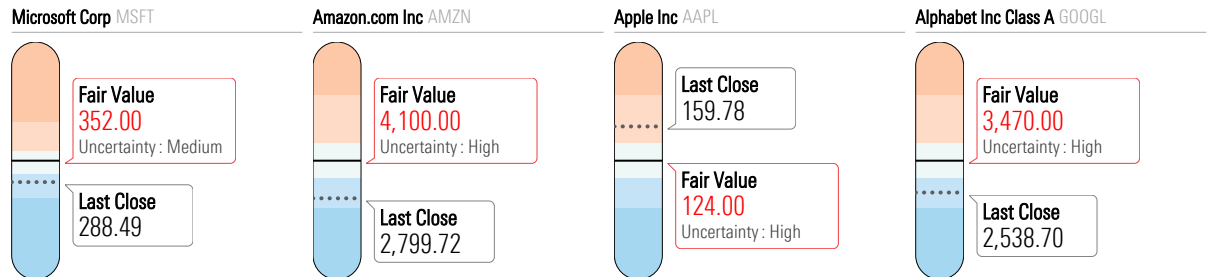 Microsoft Corp MSFT
Fair Value
352.00
Uncertainty : Medium
Last Close
288.49
Amazon.com Inc AMZN
Fair Value
4,100.00
Uncertainty : High
Last Close
2,799.72
Apple Inc AAPL
Last Close
159.78
Fair Value
124.00
Uncertainty : High
Alphabet Inc Class A GOOGL
Fair Value
3,470.00
Uncertainty : High
Last Close
2,538.70